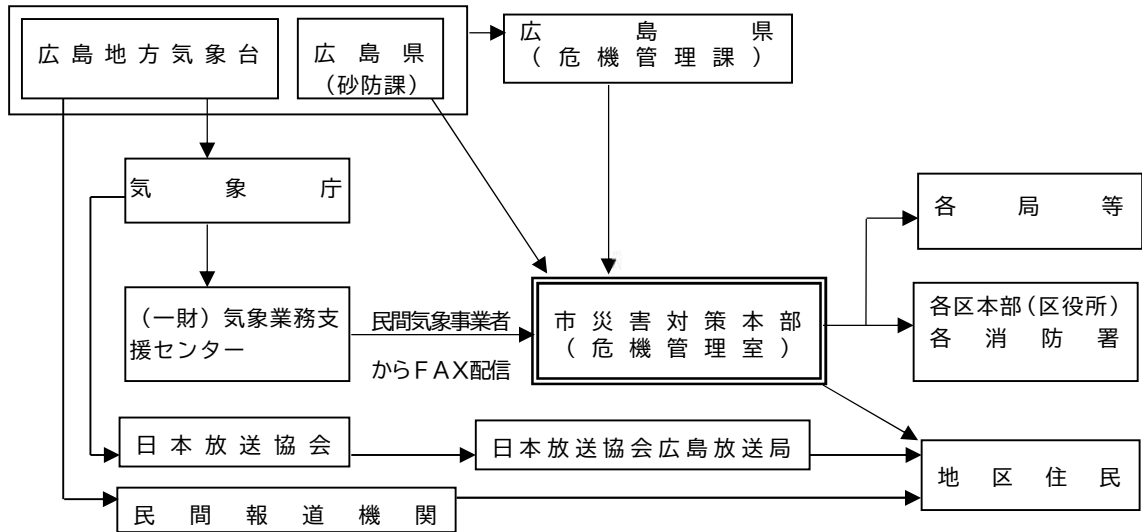 広島地方気象台
広島県
（砂防課）
広島県
（危機管理課）
気象庁
各局等
（一財）気象業務支
援センター
民間気象事業者
からＦＡＸ配信
市災害対策本部
（危機管理室）
各区本部（区役所）
各消防署
日本放送協会
日本放送協会広島放送局
地区住民
民間報道機関